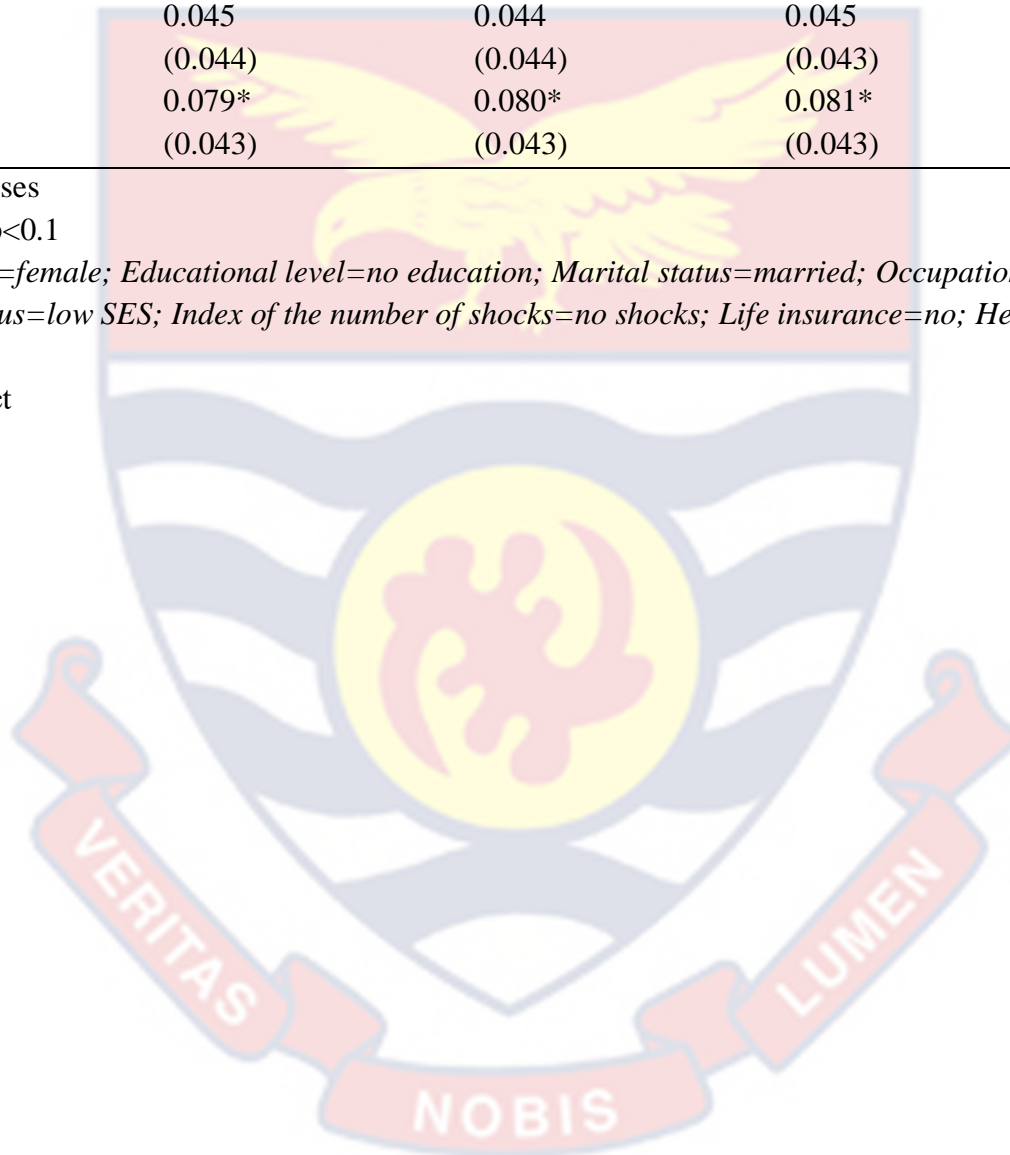 0.045 0.044 0.045
(0.044) (0.044) (0.043)
0.079* 0.080* 0.081*
(0.043) (0.043) (0.043)
ses
<0.1
=female; Educational level=no education; Marital status=married; Occupation
us=low SES; Index of the number of shocks=no shocks; Life insurance=no; He
ct
VERITAS
NOBIS
LUMEN